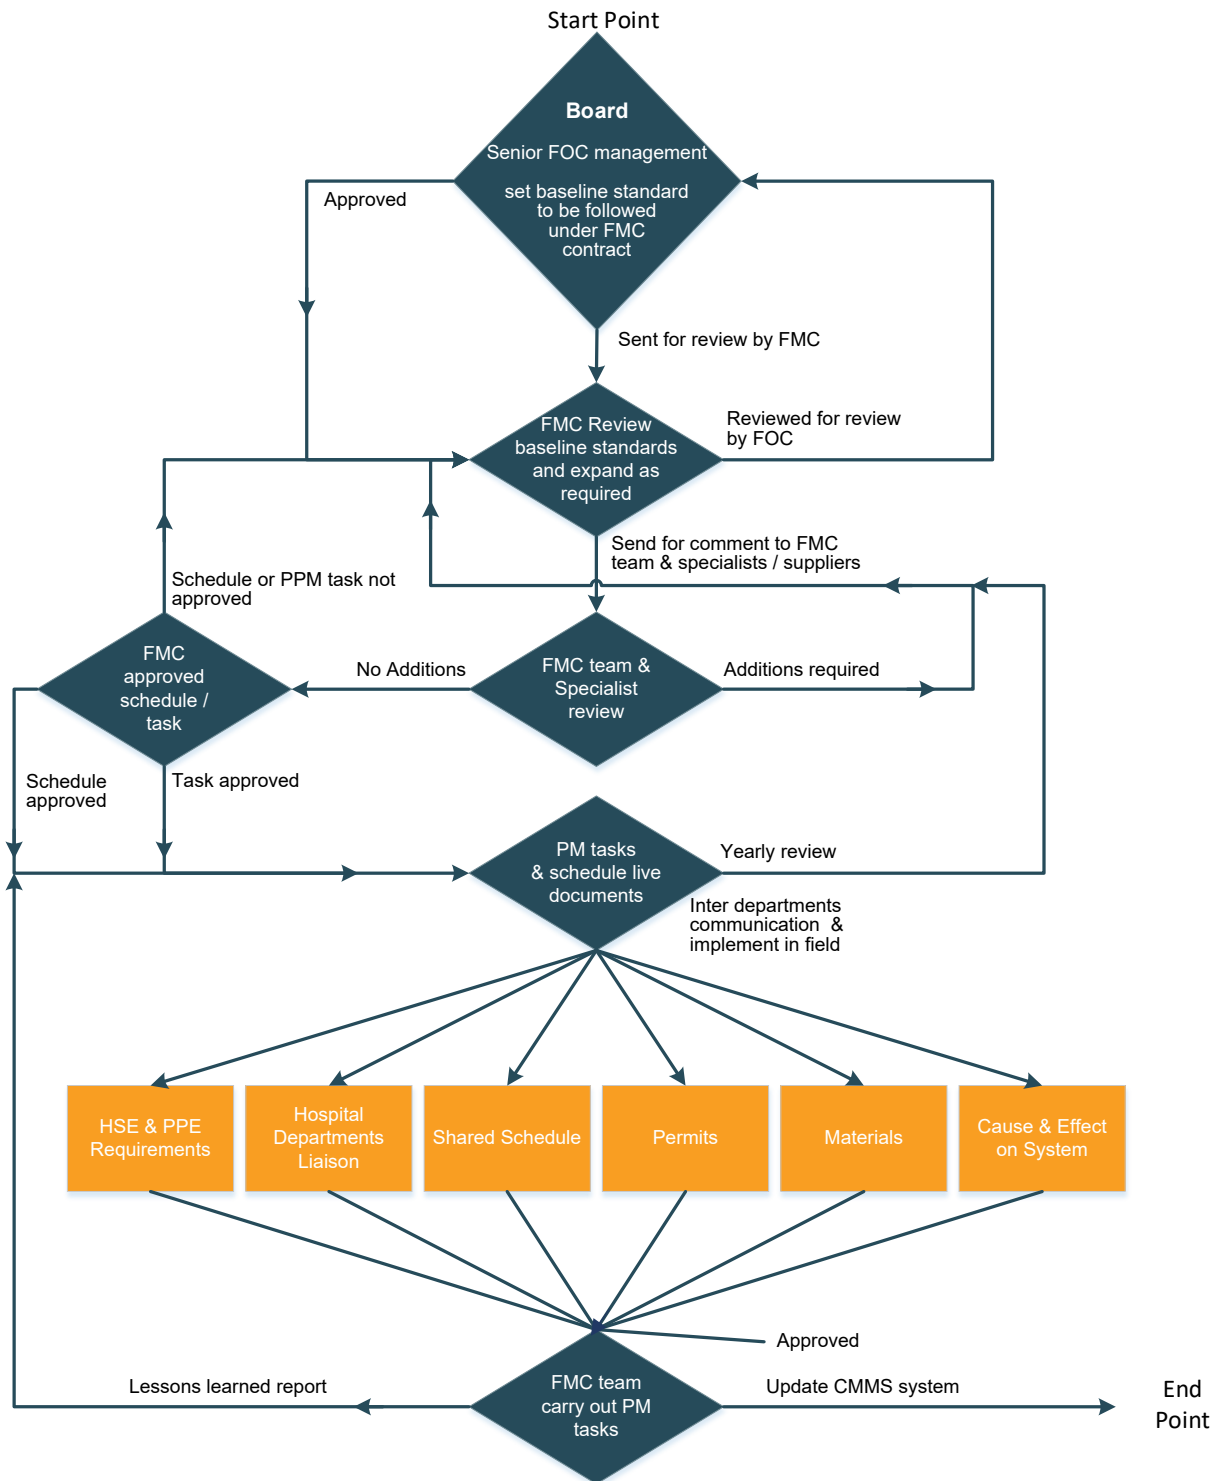 Start Point
Board
Senior FOC management
set baseline standard
to be followed
under FMC
contract
Approved
Sent for review by FMC
FMC Review
baseline standards
and expand as
required
Reviewed for review
by FOC
Send for comment to FMC
team & specialists / suppliers
Schedule or PPM task not
approved
FMC
approved
schedule /
task
No Additions
FMC team &
Specialist
review
Additions required
Schedule
approved
Task approved
PM tasks
& schedule live
documents
Yearly review
Inter departments
communication &
implement in field
HSE & PPE
Requirements
Hospital
Departments
Liaison
Shared Schedule
Permits
Materials
Cause & Effect
on System
Approved
Lessons learned report
FMC team
carry out PM
tasks
Update CMMS system
End
Point